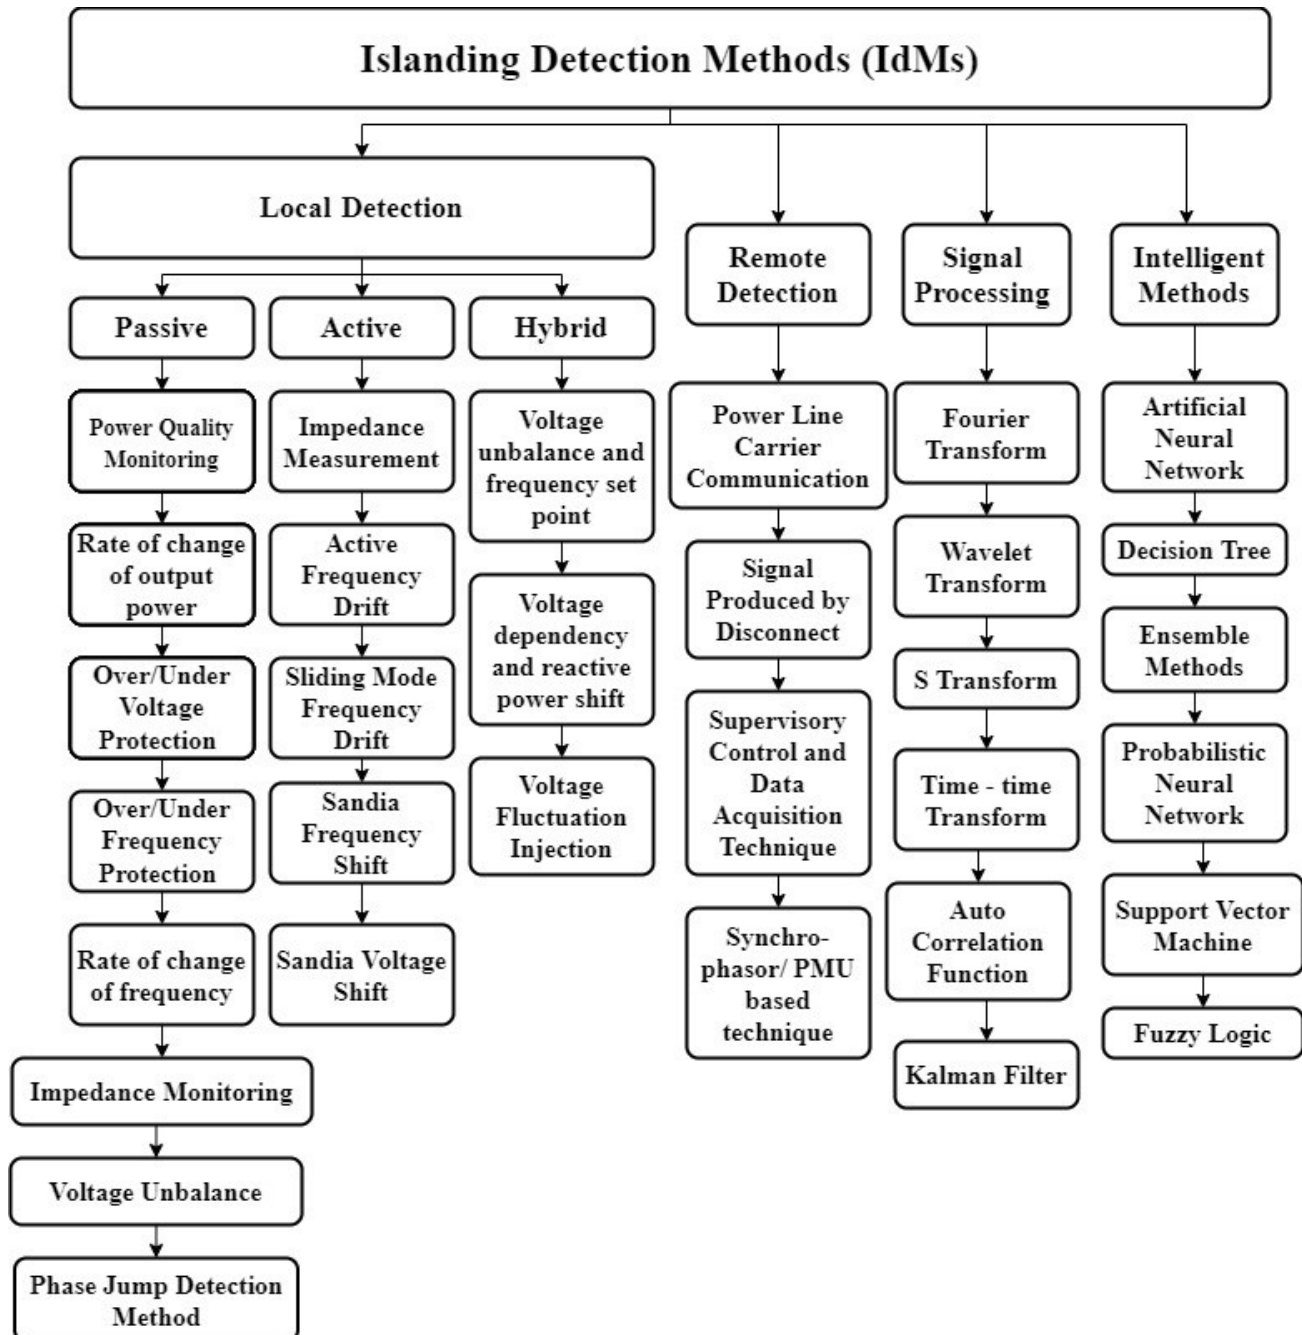 Islanding Detection Methods (IdMs)
Local Detection
Passive
Power Quality
Monitoring
Rate of change
of output
power
Over/Under
Voltage
Protection
Over/Under
Frequency
Protection
Rate of change
of frequency
Impedance Monitoring
Voltage Unbalance
Phase Jump Detection
Method
Active
Impedance
Measurement
Active
Frequency
Drift
Sliding Mode
Frequency
Drift
Sandia
Frequency
Shift
Sandia Voltage
Shift
Hybrid
Voltage
unbalance and
frequency set
point
Voltage
dependency
and reactive
power shift
Voltage
Fluctuation
Injection
Remote
Detection
Power Line
Carrier
Communication
Signal
Produced by
Disconnect
Supervisory
Control and
Data
Acquisition
Technique
Synchro-
phasor/ PMU
based
technique
Signal
Processing
Fourier
Transform
Wavelet
Transform
S Transform
Time - time
Transform
Auto
Correlation
Function
Kalman Filter
Intelligent
Methods
Artificial
Neural
Network
Decision Tree
Ensemble
Methods
Probabilistic
Neural
Network
Support Vector
Machine
Fuzzy Logic